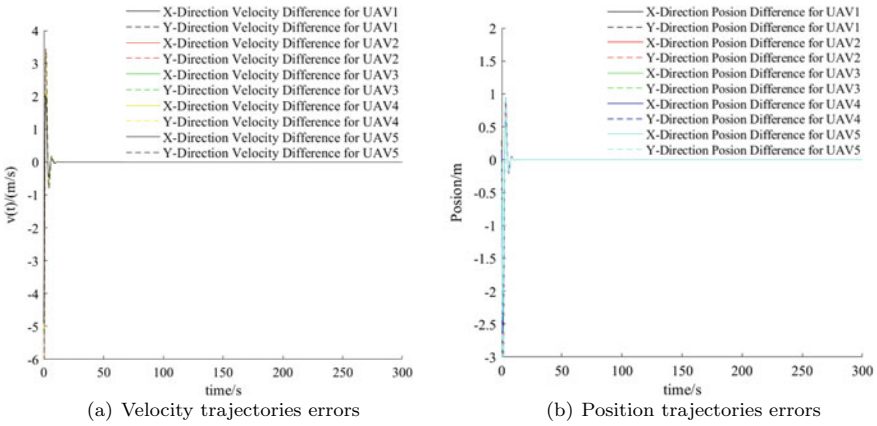 X-Direction Velocity Difference for UAV1
Y-Direction Velocity Difference for UAV1
X-Direction Velocity Difference for UAV2
Y-Direction Velocity Difference for UAV2
X-Direction Velocity Difference for UAV3
Y-Direction Velocity Difference for UAV3
X-Direction Velocity Difference for UAV4
Y-Direction Velocity Difference for UAV4
X-Direction Velocity Difference for UAV5
Y-Direction Velocity Difference for UAV5
4
3
2
1
0
-1
-2
-3
-4
-5
-6
v(t)/(m/s)
0 50 100 150 200 250 300
time/s
(a) Velocity trajectories errors
X-Direction Posion Difference for UAV1
Y-Direction Posion Difference for UAV1
X-Direction Posion Difference for UAV2
Y-Direction Posion Difference for UAV2
X-Direction Posion Difference for UAV3
Y-Direction Posion Difference for UAV3
X-Direction Posion Difference for UAV4
Y-Direction Posion Difference for UAV4
X-Direction Posion Difference for UAV5
Y-Direction Posion Difference for UAV5
2
1.5
1
0.5
0
-0.5
-1
-1.5
-2
-2.5
-3
Posion/m
0 50 100 150 200 250 300
time/s
(b) Position trajectories errors